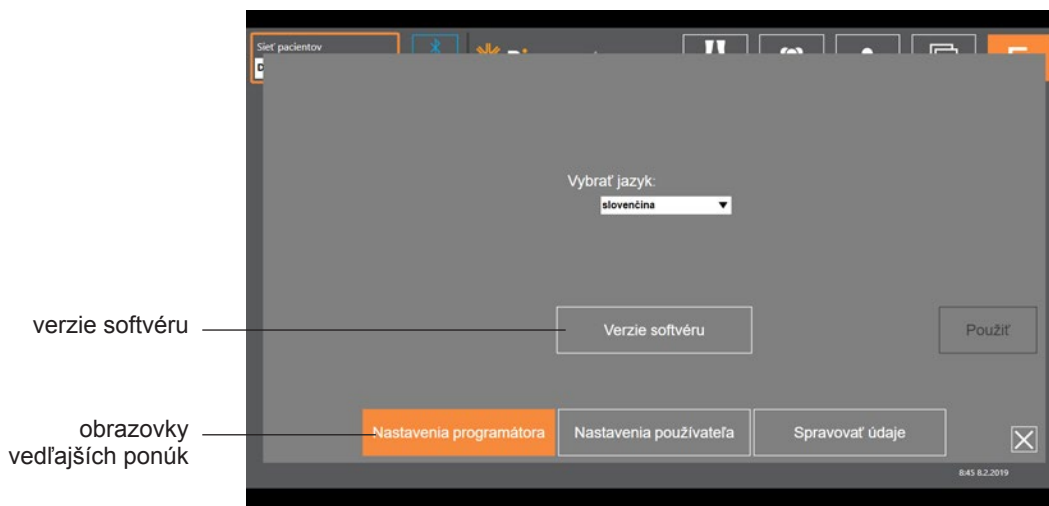 Sieť pacientov
Vybrať jazyk:
slovenčina
verzie softvéru
Verzie softvéru
Použiť
obrazovky
vedľajších ponúk
Nastavenia programátora
Nastavenia používateľa
Spravovať údaje
8:45 8.2.2019